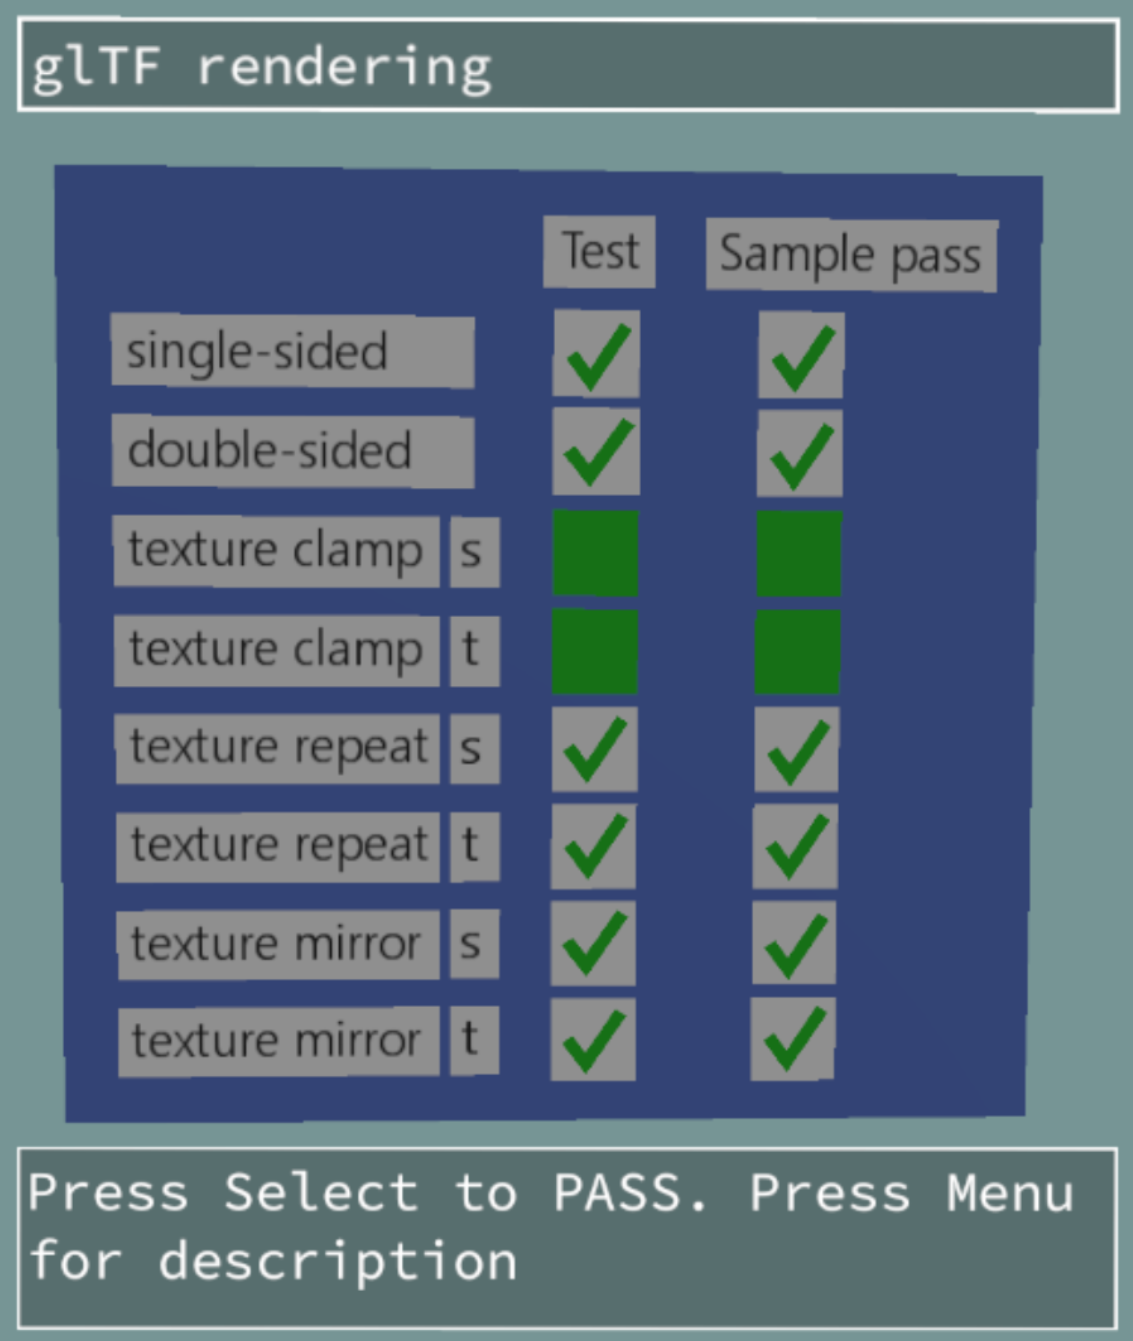 glTF rendering
Test Sample pass
single-sided
double-sided
texture clamp s
texture clamp t
texture repeat s
texture repeat t
texture mirror s
texture mirror t
Press Select to PASS. Press Menu
for description